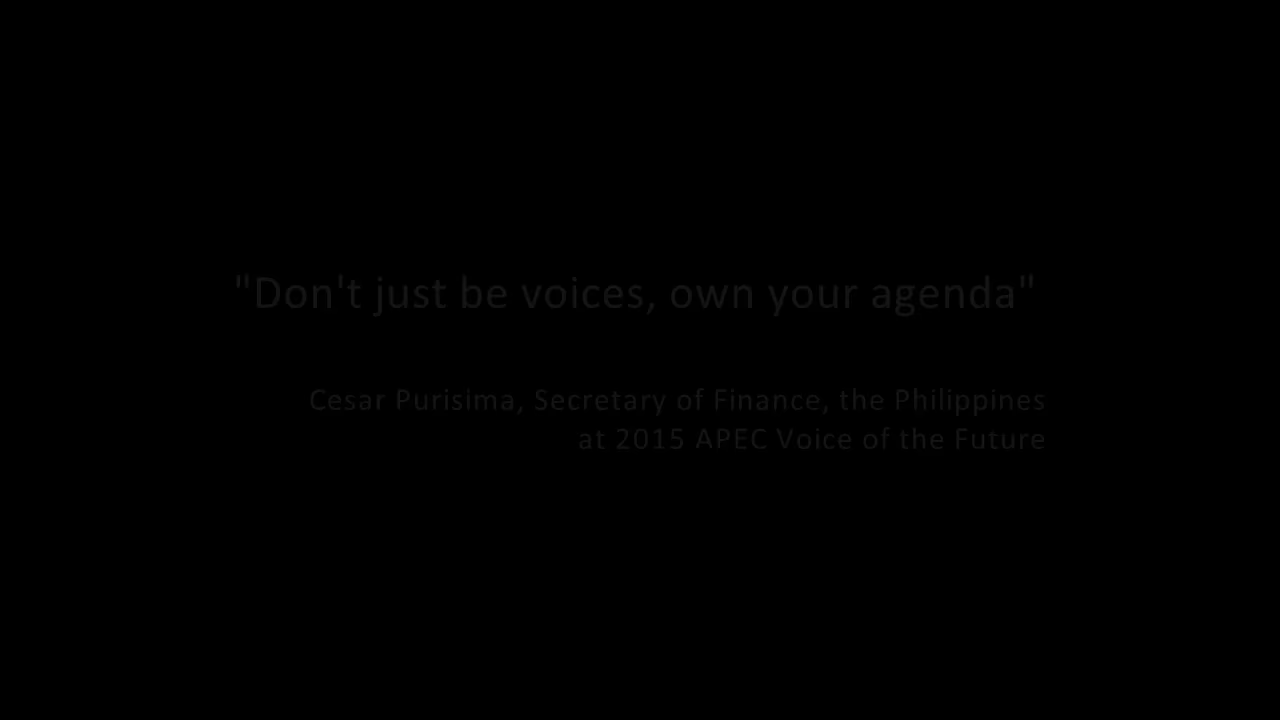 "Don't just be voices, own your agenda"
Cesar Purisima, Secretary of Finance, the Philippines
at 2015 APEC Voice of the Future